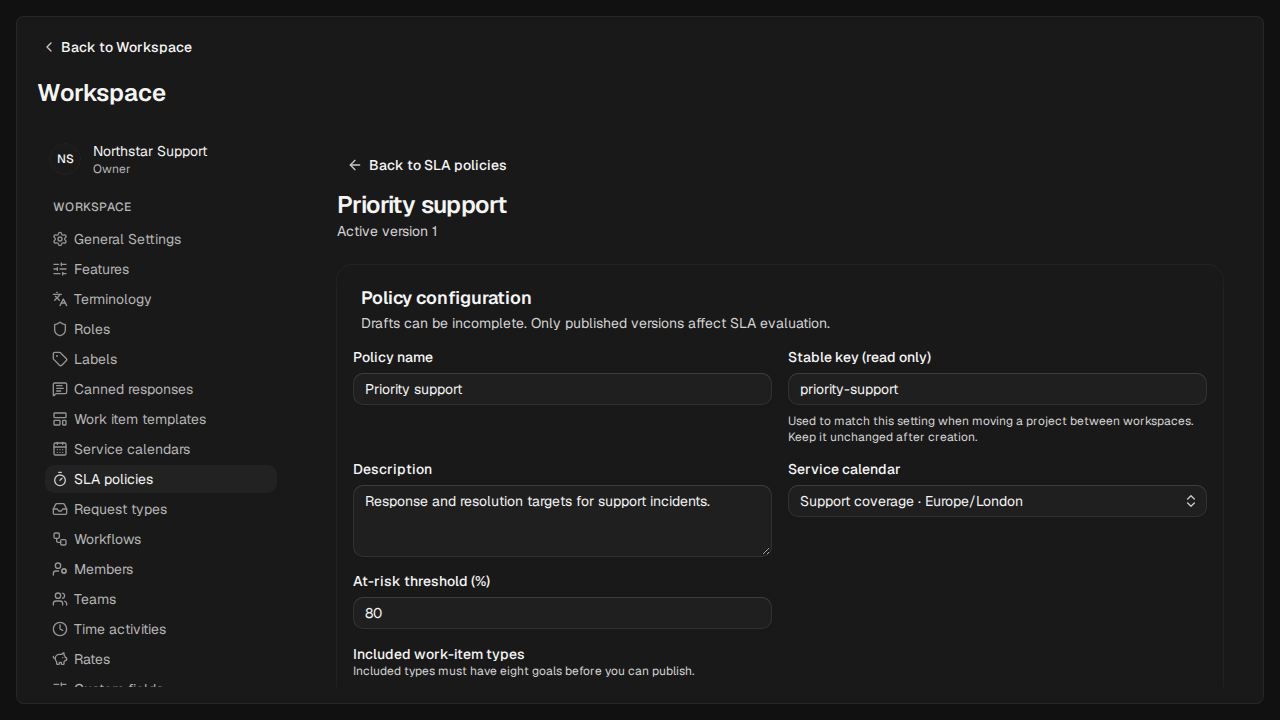 Back to Workspace
Workspace
NS
Northstar Support
Owner
WORKSPACE
General Settings
Features
Terminology
Roles
Labels
Canned responses
Work item templates
Service calendars
SLA policies
Request types
Workflows
Members
Teams
Time activities
Rates
Back to SLA policies
Priority support
Active version 1
Policy configuration
Drafts can be incomplete. Only published versions affect SLA evaluation.
Policy name
Priority support
Stable key (read only)
priority-support
Used to match this setting when moving a project between workspaces.
Keep it unchanged after creation.
Description
Response and resolution targets for support incidents.
Service calendar
Support coverage · Europe/London
At-risk threshold (%)
80
Included work-item types
Included types must have eight goals before you can publish.